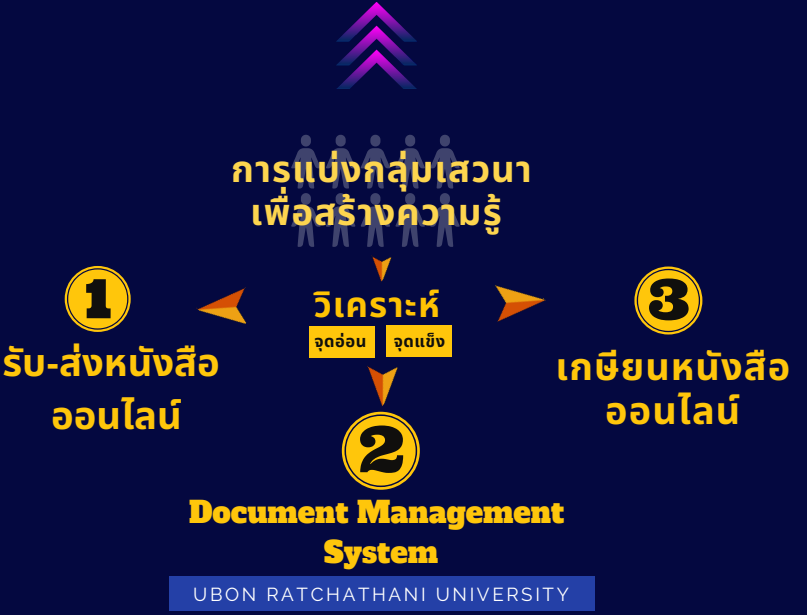 การแบ่งกลุ่มเสวนา
เพื่อสร้างความรู้
วิเคราะห์
จุดอ่อน จุดแข็ง
1
รับ-ส่งหนังสือ
ออนไลน์
2
Document Management
System
3
เกษียนหนังสือ
ออนไลน์
UBON RATCHATHANI UNIVERSITY